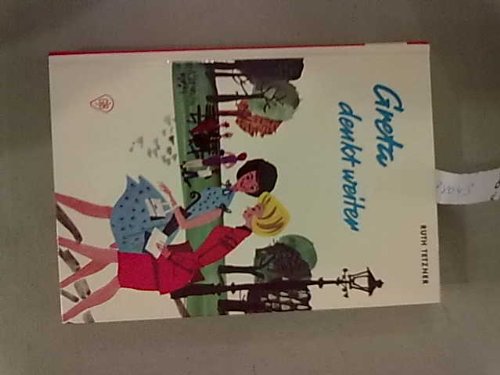 RUTH TETZNER
Greta
denkt weiter